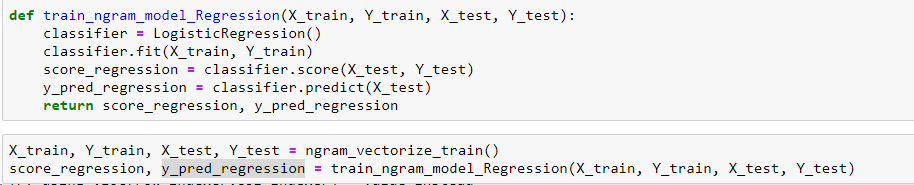 def train_ngram_model_Regression(X_train, Y_train, X_test, Y_test):
    classifier = LogisticRegression()
    classifier.fit(X_train, Y_train)
    score_regression = classifier.score(X_test, Y_test)
    y_pred_regression = classifier.predict(X_test)
    return score_regression, y_pred_regression
X_train, Y_train, X_test, Y_test = ngram_vectorize_train()
score_regression, y_pred_regression = train_ngram_model_Regression(X_train, Y_train, X_test, Y_test)